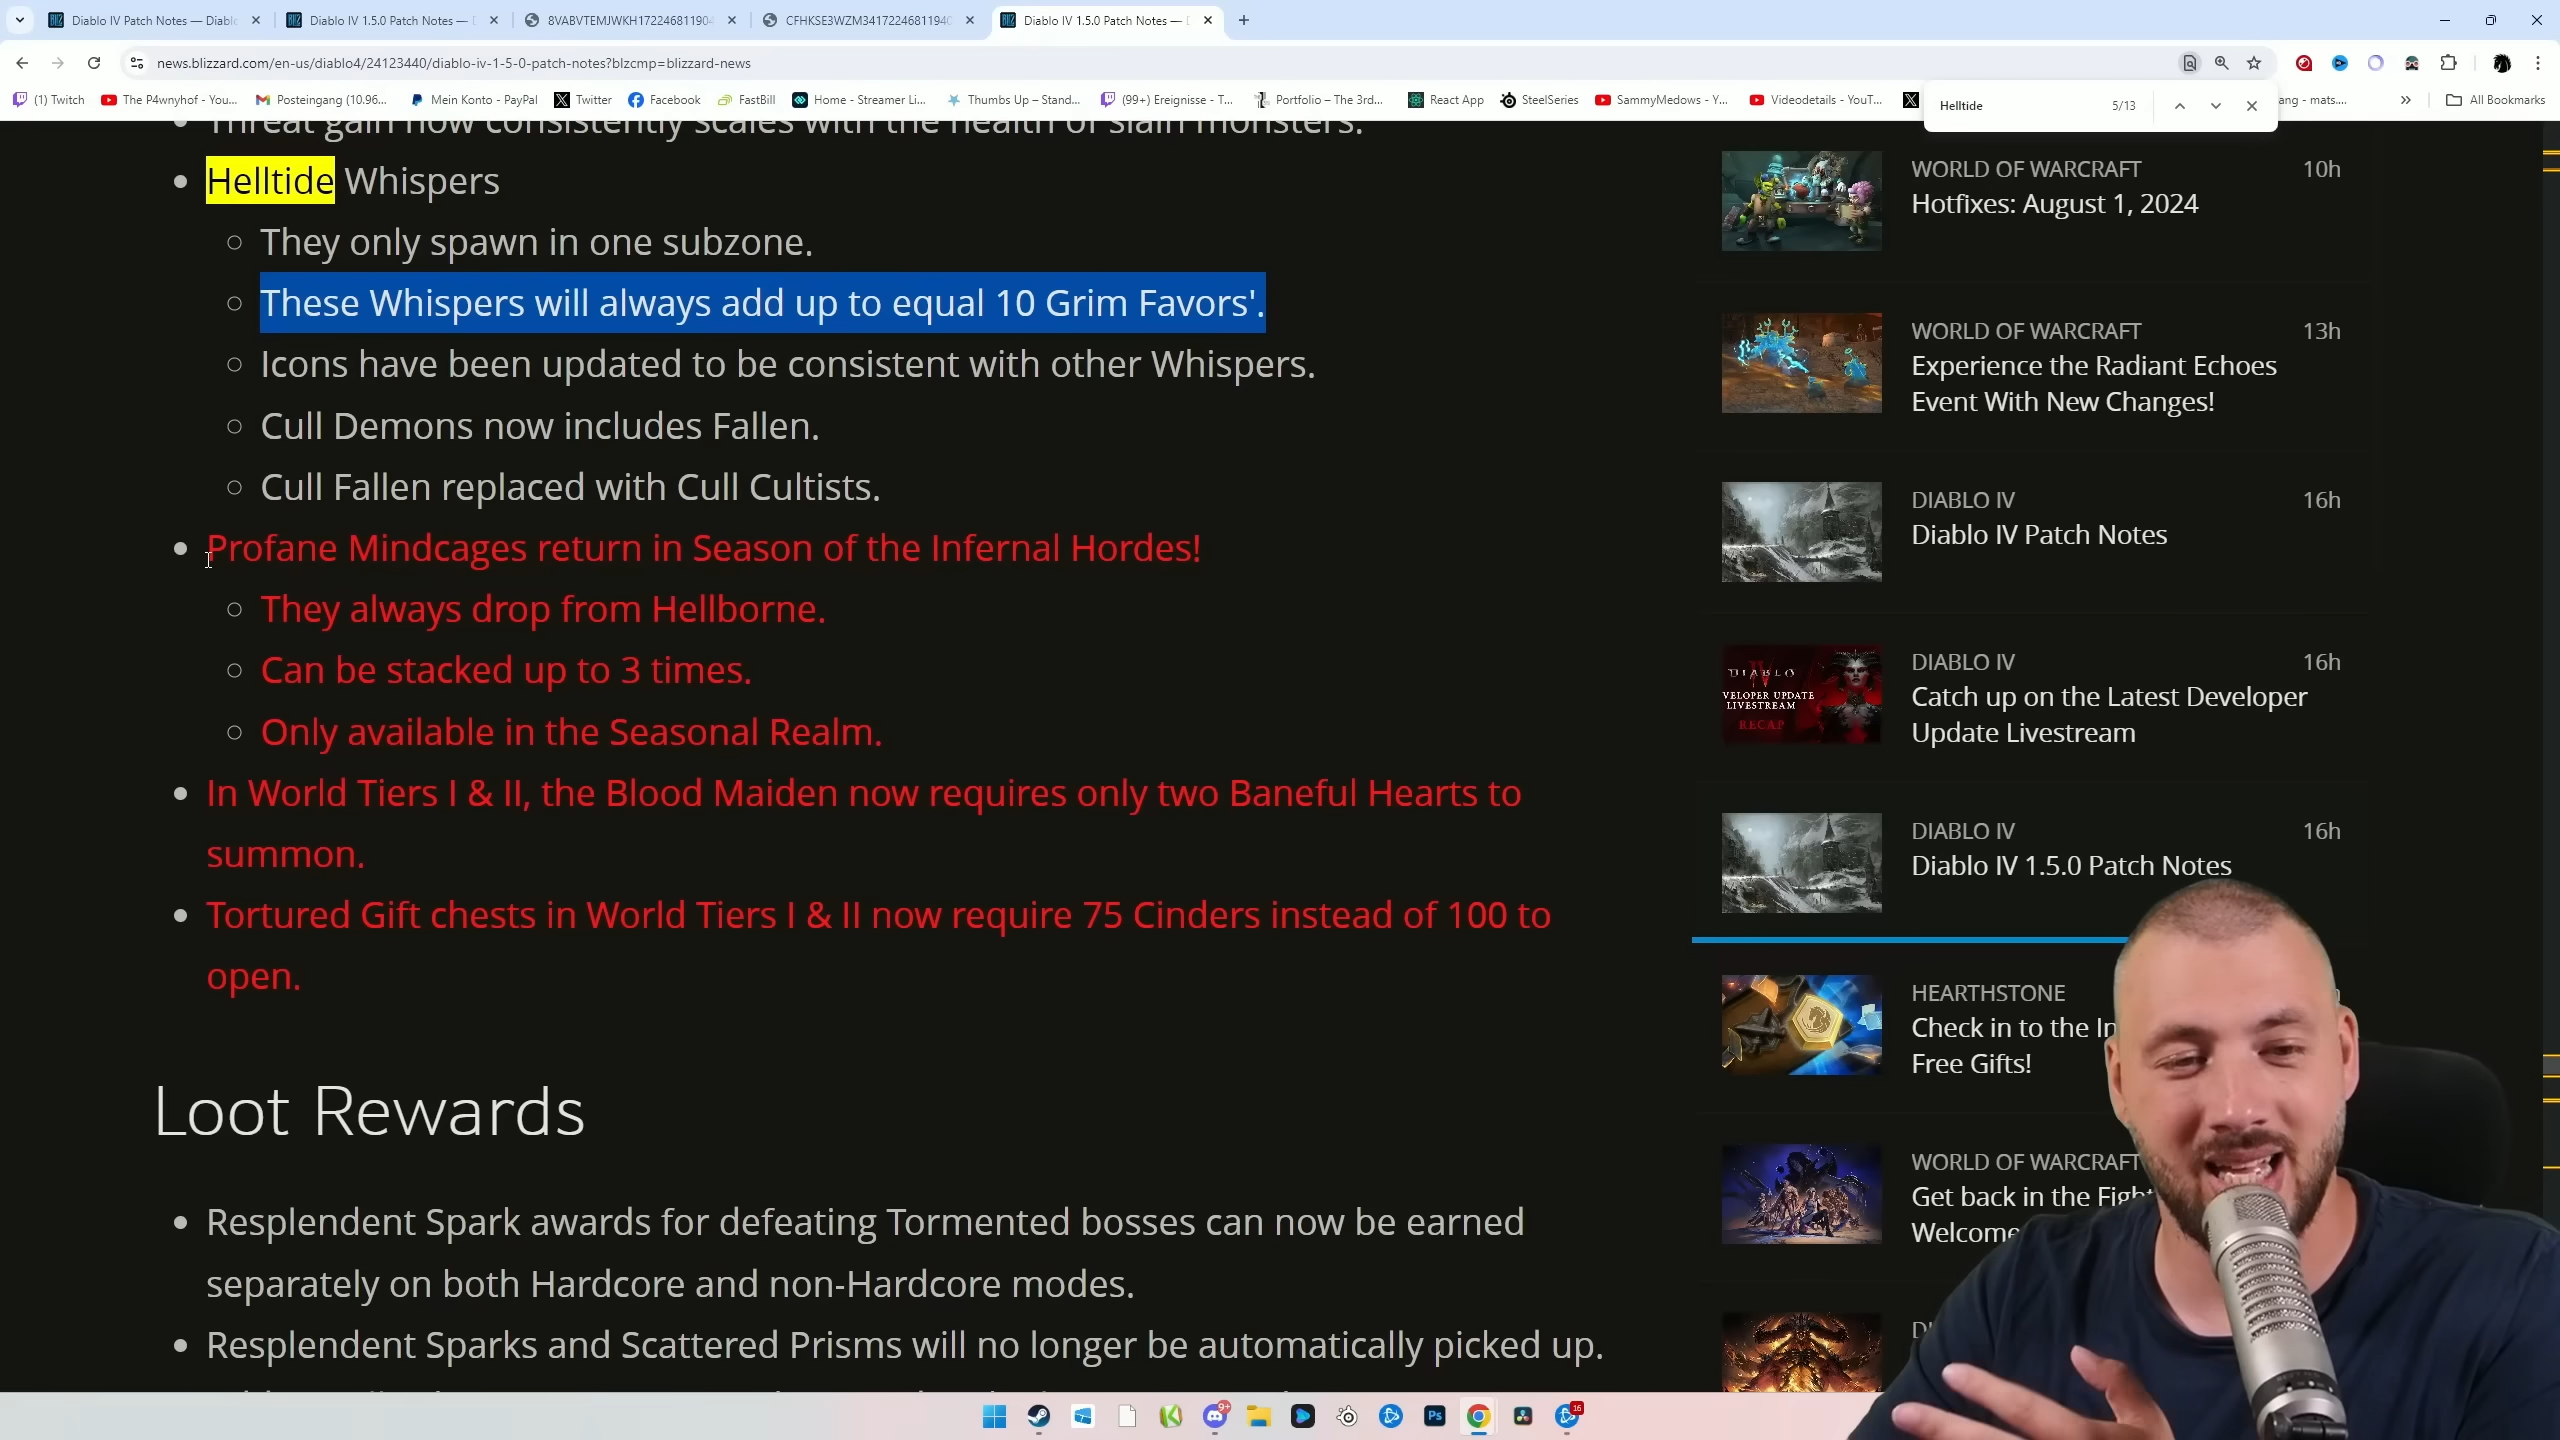 Diablo IV Patch Notes — Diabl
Diablo IV 1.5.0 Patch Notes —
8VABVTEMJWKH1722468119
CFHKSE3WZM341722468119
Diablo IV 1.5.0 Patch Notes —
news.blizzard.com/en-us/diablo4/24123440/diablo-iv-1-5-0-patch-notes?blzcmp=blizzard-news
(1) Twitch
The P4wnyhof - You...
Posteingang (10.96...
Mein Konto - PayPal
Twitter
Facebook
FastBill
Home - Streamer Li...
Thumbs Up – Stand...
(99+) Ereignisse - T...
Portfolio – The 3rd...
React App
SteelSeries
SammyMedows - Y...
Videodetails - YouT...
ang - mats....
All Bookmarks
Helltide
5/13
Threat gain now consistently scales with the health of slain monsters.
Helltide Whispers
They only spawn in one subzone.
These Whispers will always add up to equal 10 Grim Favors'.
Icons have been updated to be consistent with other Whispers.
Cull Demons now includes Fallen.
Cull Fallen replaced with Cull Cultists.
Profane Mindcages return in Season of the Infernal Hordes!
They always drop from Hellborne.
Can be stacked up to 3 times.
Only available in the Seasonal Realm.
In World Tiers I & II, the Blood Maiden now requires only two Baneful Hearts to
summon.
Tortured Gift chests in World Tiers I & II now require 75 Cinders instead of 100 to
open.
Loot Rewards
Resplendent Spark awards for defeating Tormented bosses can now be earned
separately on both Hardcore and non-Hardcore modes.
Resplendent Sparks and Scattered Prisms will no longer be automatically picked up.
WORLD OF WARCRAFT 10h
Hotfixes: August 1, 2024
WORLD OF WARCRAFT 13h
Experience the Radiant Echoes
Event With New Changes!
DIABLO IV 16h
Diablo IV Patch Notes
DIABLO IV
VELOPER UPDATE
LIVESTREAM
RECAP
DIABLO IV 16h
Catch up on the Latest Developer
Update Livestream
DIABLO IV 16h
Diablo IV 1.5.0 Patch Notes
HEARTHSTONE
Check in to the In
Free Gifts!
WORLD OF WARCRAFT
Get back in the Figh
Welcome
DI
9+
Ps
16